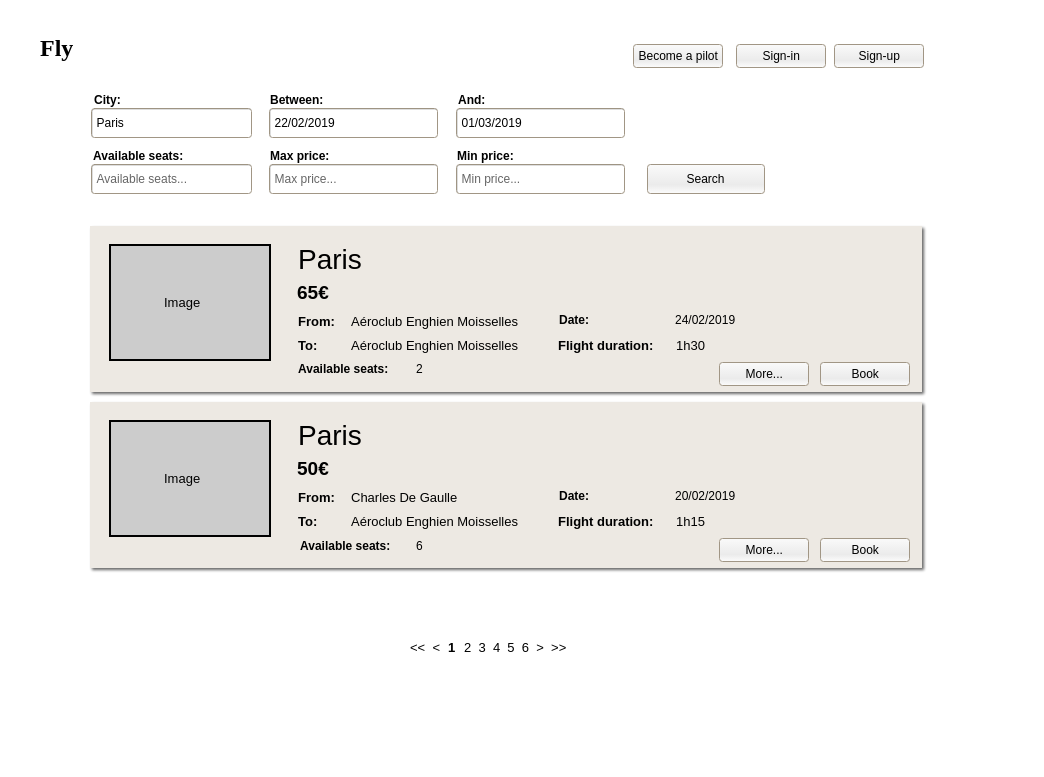 Fly
Become a pilot Sign-in Sign-up
City: Between: And:
Paris 22/02/2019 01/03/2019
Available seats: Max price: Min price:
Available seats... Max price... Min price... Search
Image
Paris
65€
From: Aéroclub Enghien Moisselles Date: 24/02/2019
To: Aéroclub Enghien Moisselles Flight duration: 1h30
Available seats: 2
More... Book
Image
Paris
50€
From: Charles De Gaulle Date: 20/02/2019
To: Aéroclub Enghien Moisselles Flight duration: 1h15
Available seats: 6
More... Book
<< < 1 2 3 4 5 6 > >>